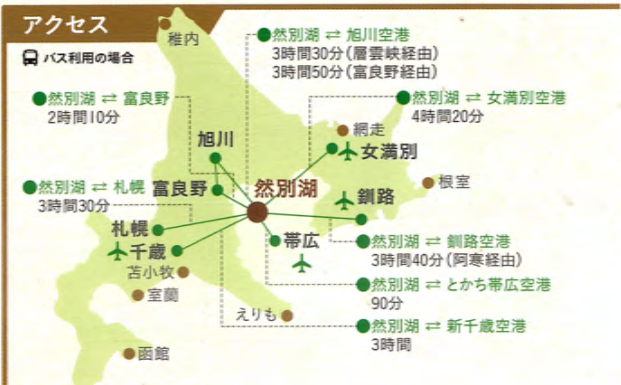 アクセス
バス利用の場合
稚内
然別湖 ⇄ 旭川空港
3時間30分(層雲峡経由)
3時間50分(富良野経由)
然別湖 ⇄ 富良野
2時間10分
然別湖 ⇄ 女満別空港
4時間20分
網走
女満別
旭川
根室
然別湖 ⇄ 札幌
3時間30分
富良野
然別湖
釧路
札幌
千歳
帯広
然別湖 ⇄ 釧路空港
3時間40分(阿寒経由)
苫小牧
室蘭
然別湖 ⇄ とかち帯広空港
90分
えりも
然別湖 ⇄ 新千歳空港
3時間
函館